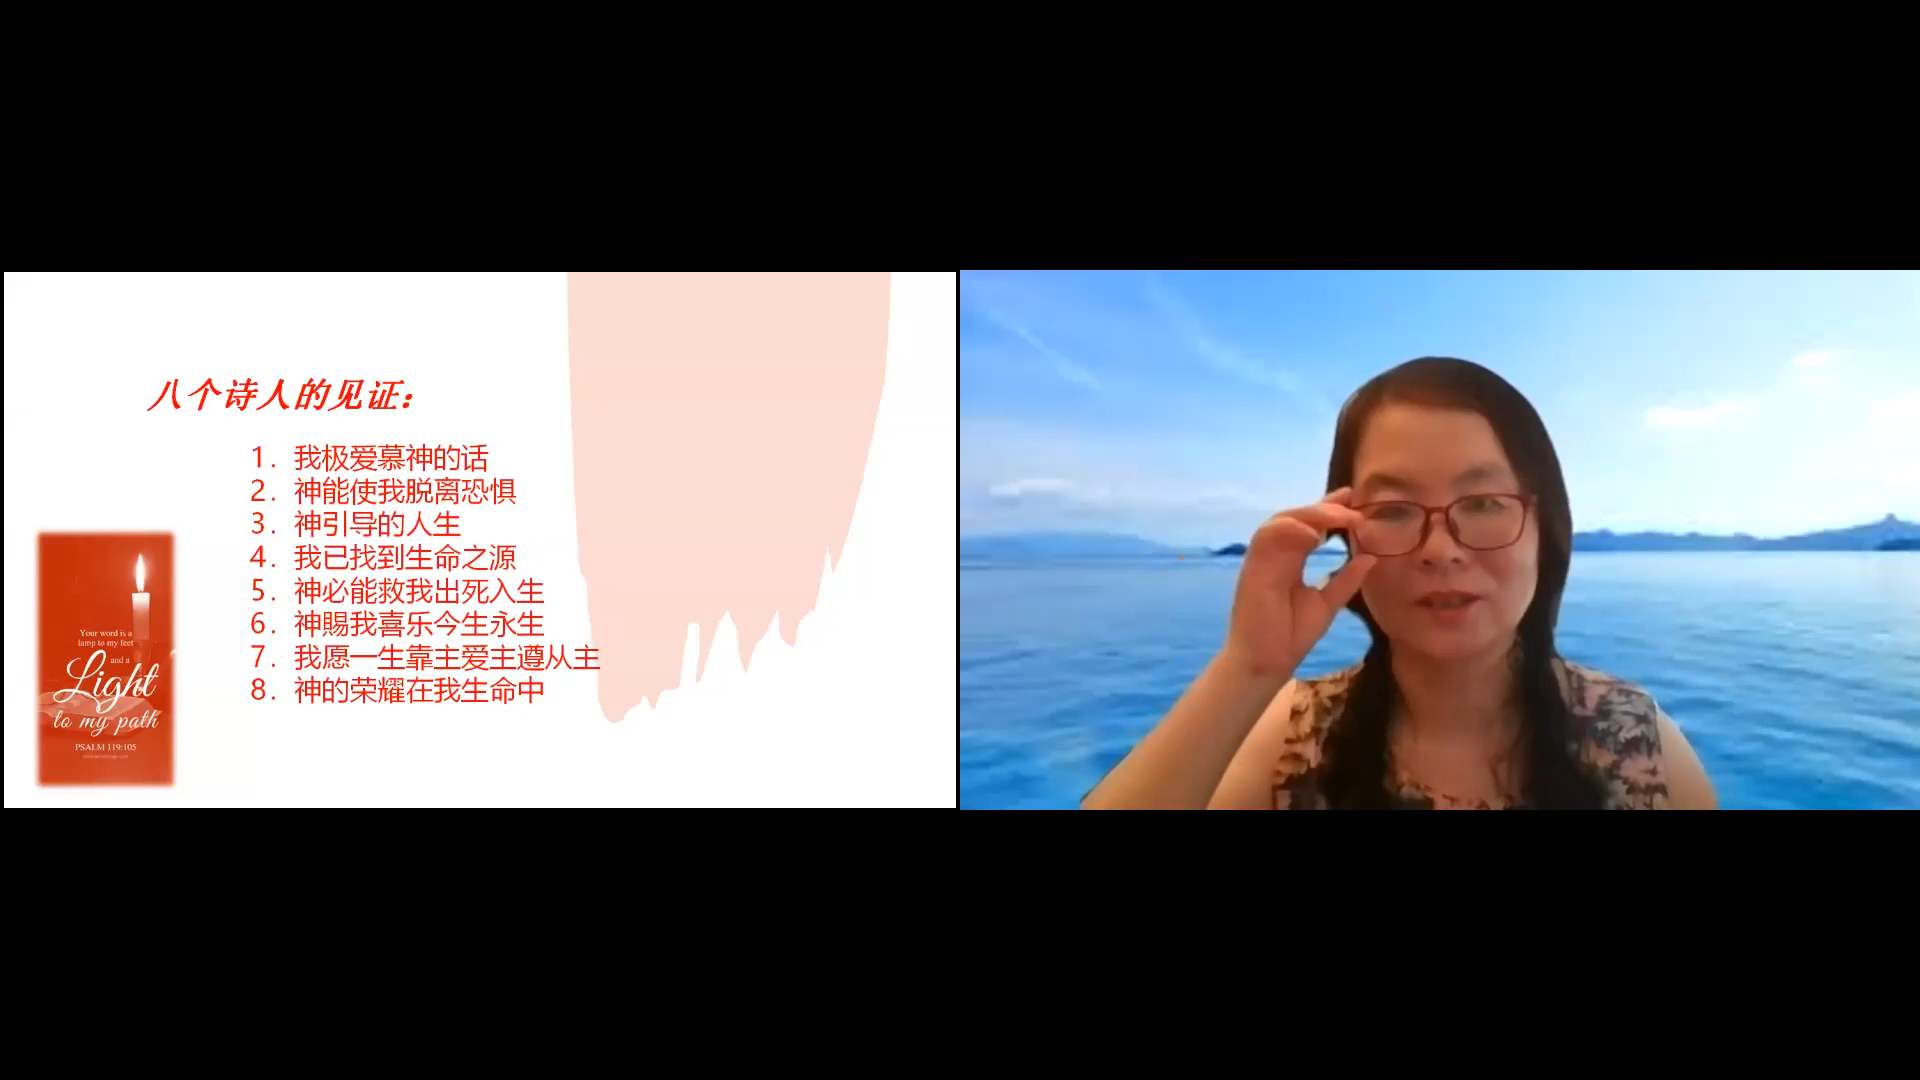 八个诗人的见证：
1. 我极爱慕神的话
2. 神能使我脱离恐惧
3. 神引导的人生
4. 我已找到生命之源
5. 神必能救我出死入生
6. 神賜我喜乐今生永生
7. 我愿一生靠主爱主遵从主
8. 神的荣耀在我生命中
Your word is a
lamp to my feet
and a
Light
to my path
PSALM 119:105